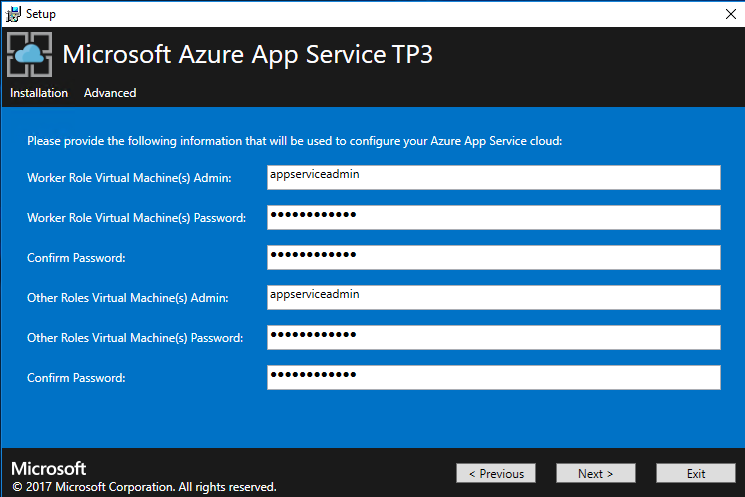 Setup
Microsoft Azure App Service TP3
Installation Advanced
Please provide the following information that will be used to configure your Azure App Service cloud:
Worker Role Virtual Machine(s) Admin: appserviceadmin
Worker Role Virtual Machine(s) Password: ●●●●●●●●●●●●
Confirm Password: ●●●●●●●●●●●●
Other Roles Virtual Machine(s) Admin: appserviceadmin
Other Roles Virtual Machine(s) Password: ●●●●●●●●●●●●
Confirm Password: ●●●●●●●●●●●●
Microsoft
© 2017 Microsoft Corporation. All rights reserved.
< Previous Next > Exit